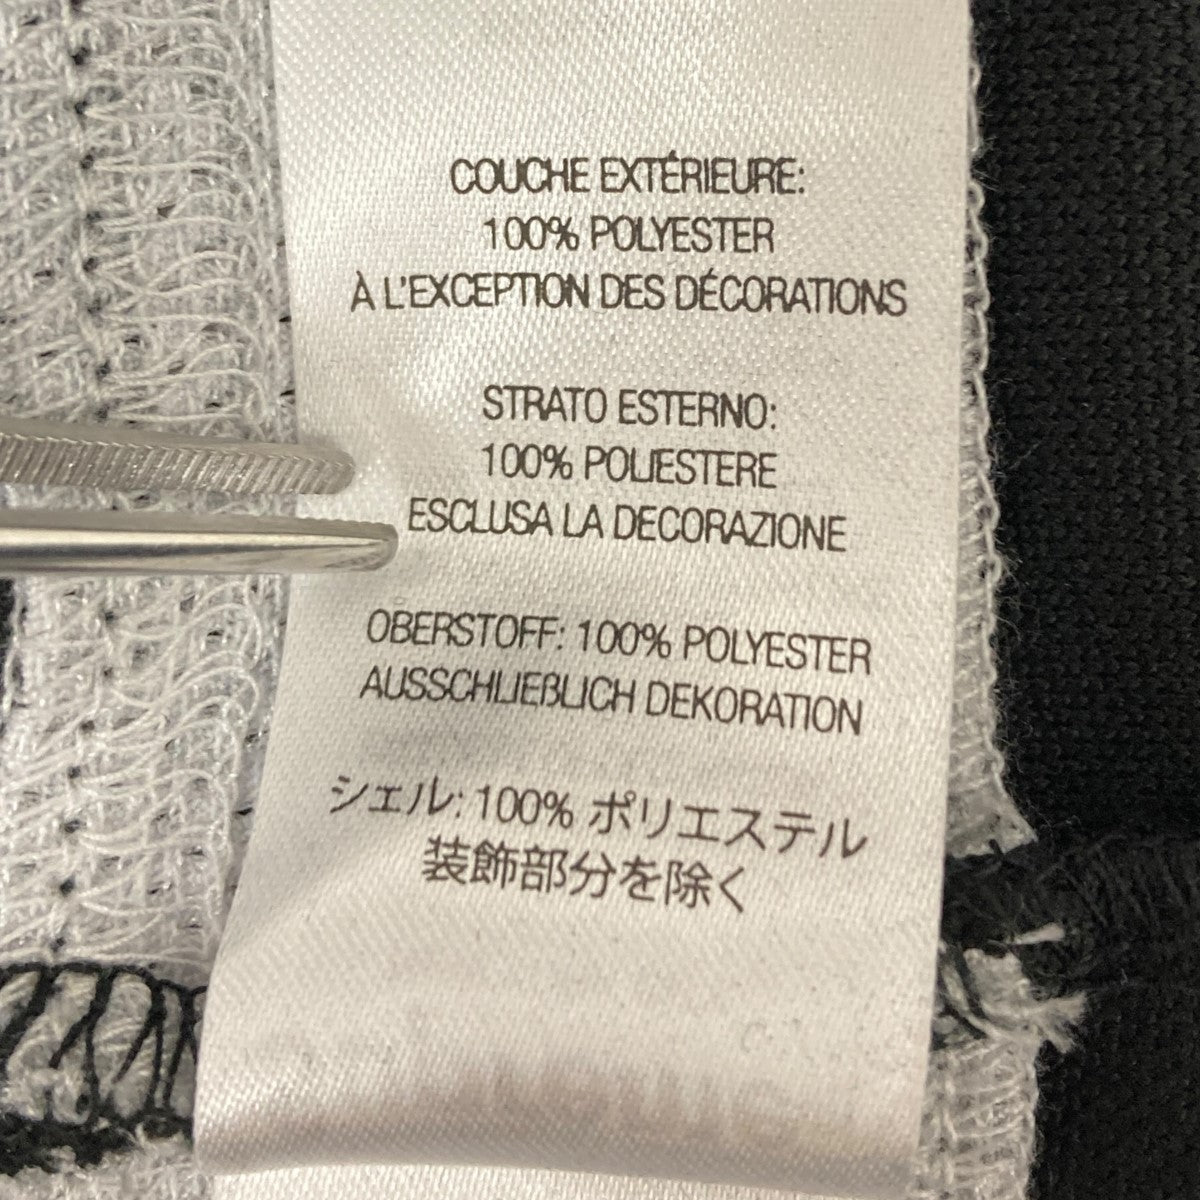 COUCHE EXTÉRIEURE:
100% POLYESTER
À L'EXCEPTION DES DÉCORATIONS
STRATO ESTERNO:
100% POLIESTERE
ESCLUSA LA DECORAZIONE
OBERSTOFF: 100% POLYESTER
AUSSCHLIEßLICH DEKORATION
シェル: 100% ポリエステル
装飾部分を除く